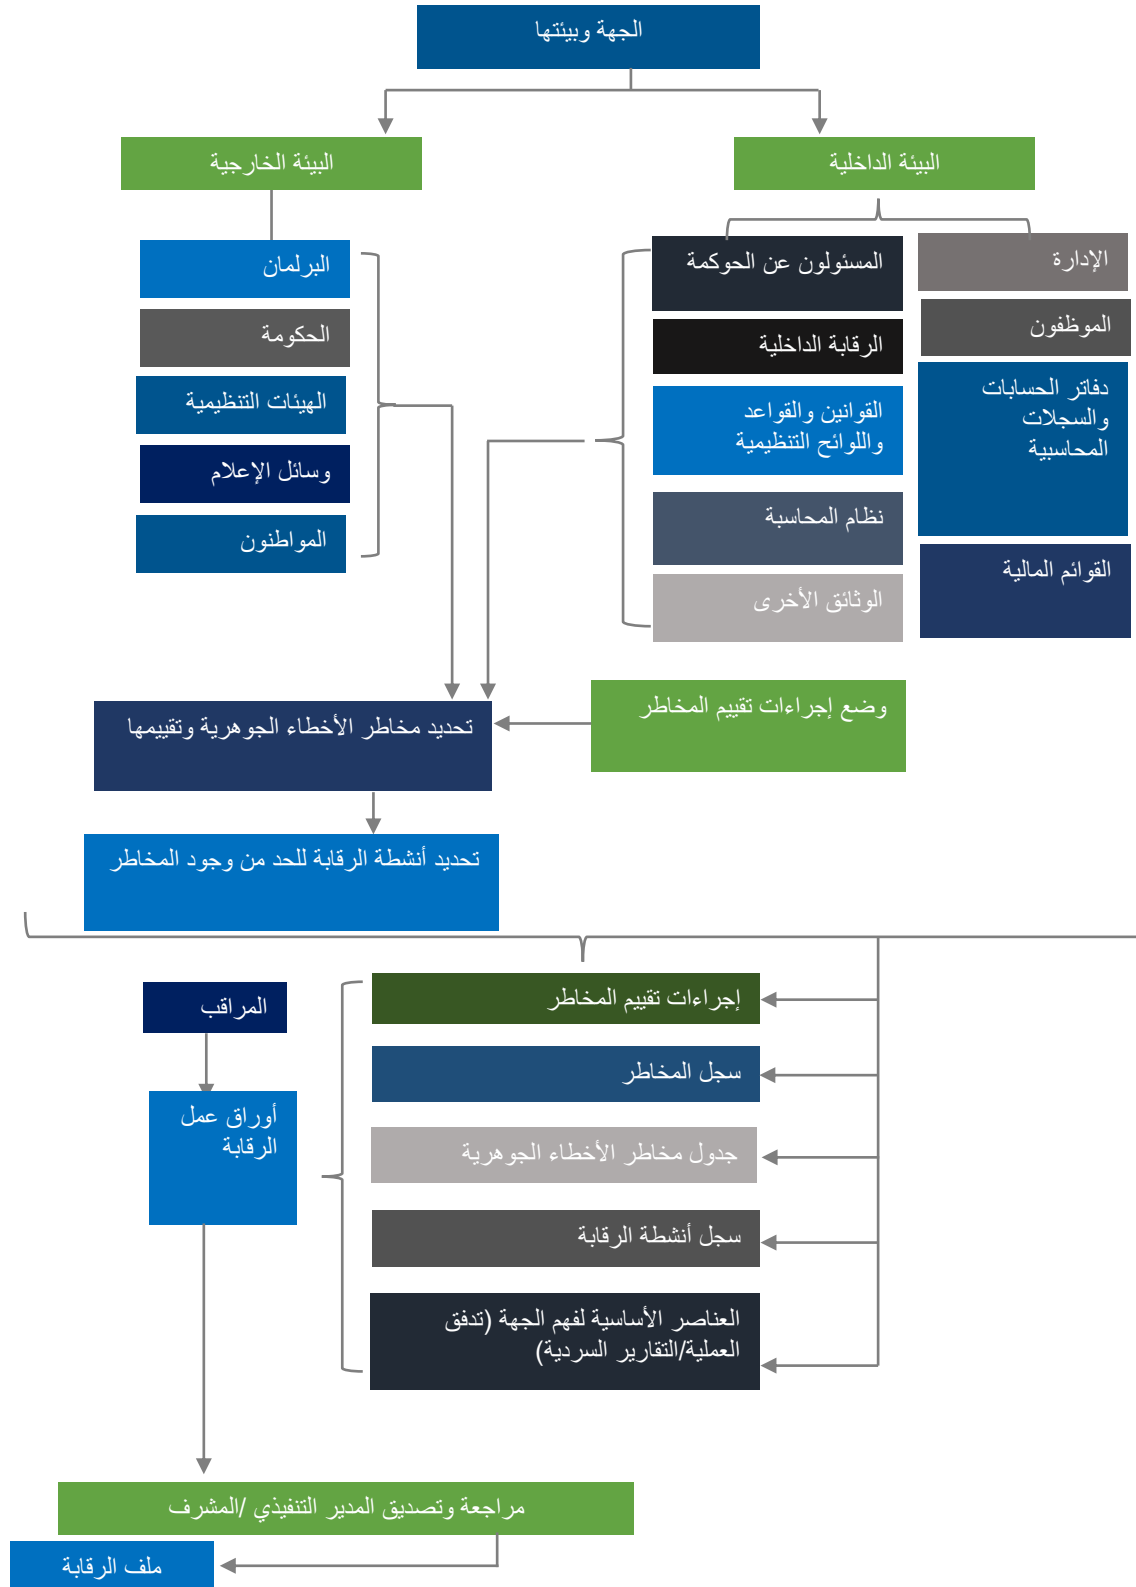 الجهة وبيئتها
البيئة الداخلية
البيئة الخارجية
الإدارة
الموظفون
دفاتر الحسابات
والسجلات
المحاسبية
القوائم المالية
المسئولون عن الحوكمة
الرقابة الداخلية
القوانين والقواعد
واللوائح التنظيمية
نظام المحاسبة
الوثائق الأخرى
البرلمان
الحكومة
الهيئات التنظيمية
وسائل الإعلام
المواطنون
وضع إجراءات تقييم المخاطر
تحديد مخاطر الأخطاء الجوهرية وتقييمها
تحديد أنشطة الرقابة للحد من وجود المخاطر
إجراءات تقييم المخاطر
سجل المخاطر
جدول مخاطر الأخطاء الجوهرية
سجل أنشطة الرقابة
العناصر الأساسية لفهم الجهة (تدفق
العملية/التقارير السردية)
المراقب
أوراق عمل
الرقابة
مراجعة وتصديق المدير التنفيذي /المشرف
ملف الرقابة